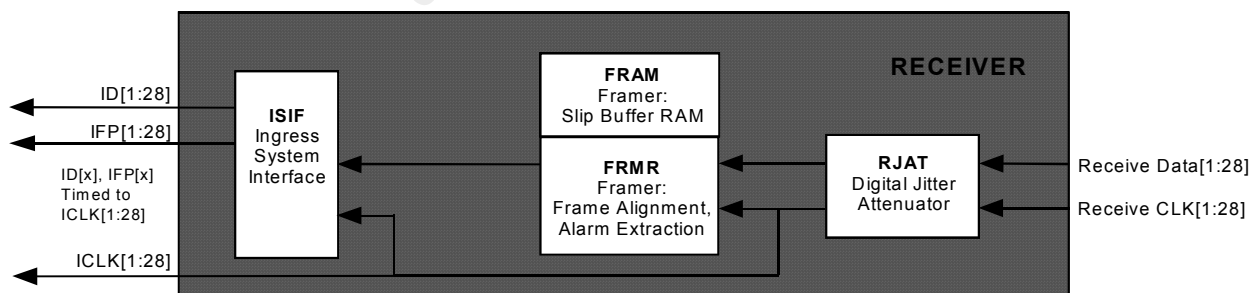 RECEIVER
ID[1:28]
IFP[1:28]
ID[x], IFP[x]
Timed to
ICLK[1:28]
ICLK[1:28]
ISIF
Ingress
System
Interface
FRAM
Framer:
Slip Buffer RAM
FRMR
Framer:
Frame Alignment,
Alarm Extraction
RJAT
Digital Jitter
Attenuator
Receive Data[1:28]
Receive CLK[1:28]